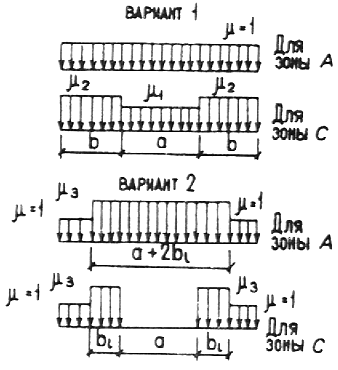 ВАРИАНТ 1
μ=1
Для
зоны A
μ2
μ1
μ2
Для
зоны C
b
a
b
ВАРИАНТ 2
μ3
μ=1
μ=1
Для
зоны A
a+2b1
μ3
μ3
μ=1
μ=1
Для
зоны C
b1
a
b1